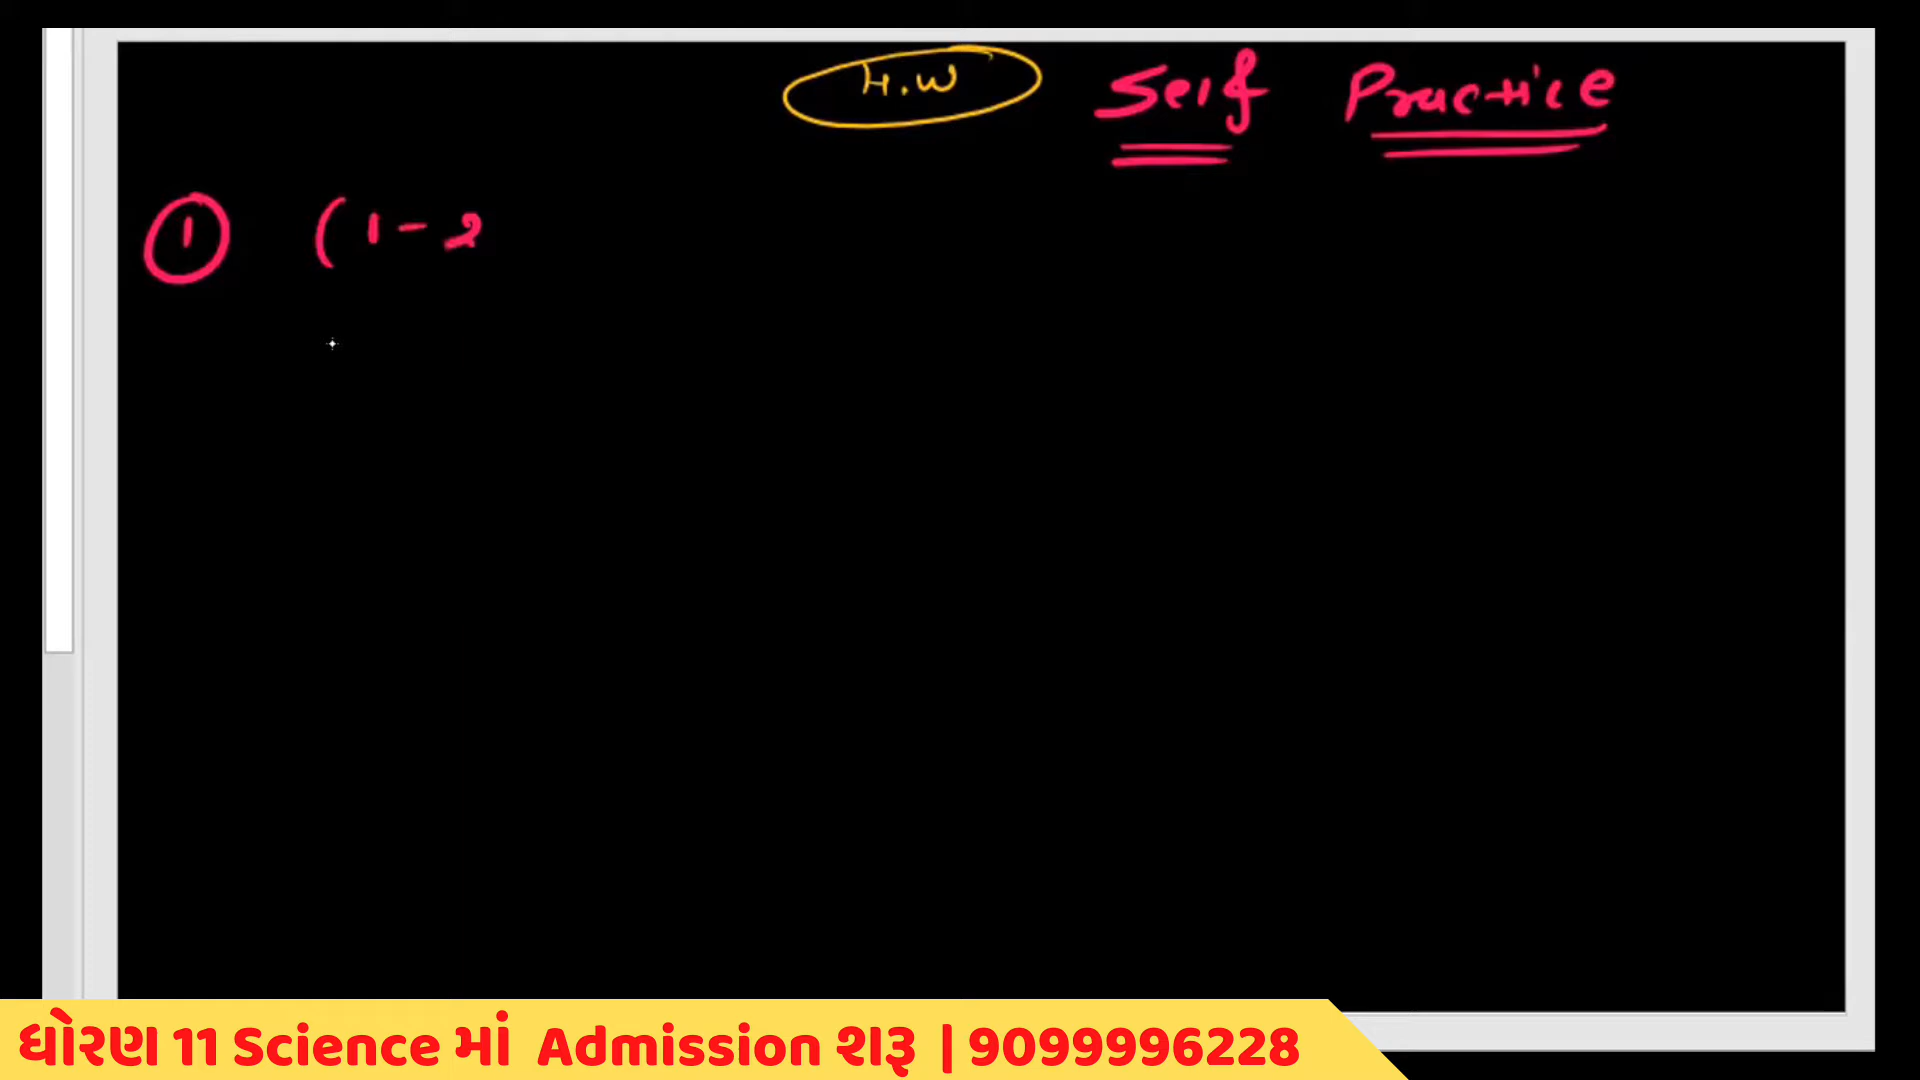 H.W Self Practice
① (1-2
ધોરણ 11 Science માં Admission શરૂ | 9099996228